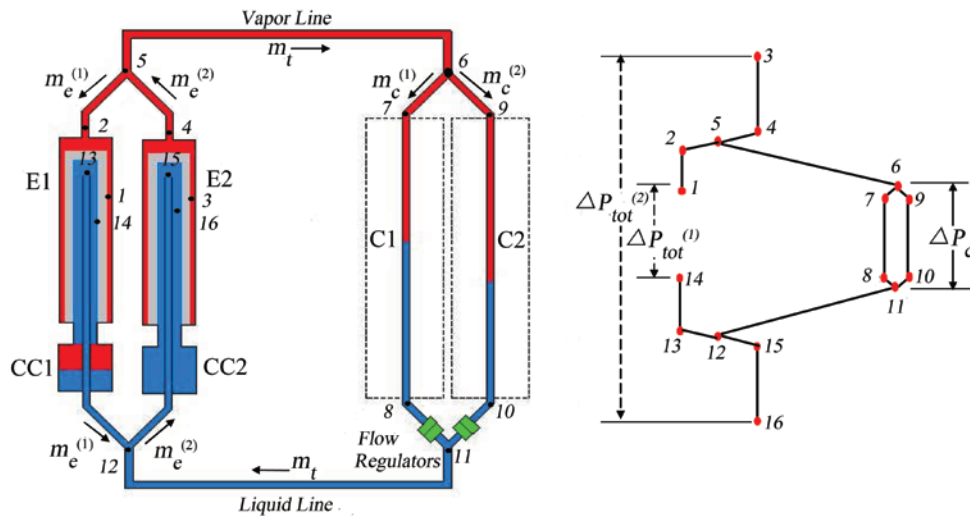 Vapor Line
m_t
5
6
m_e^(1)
m_e^(2)
m_c^(1)
m_c^(2)
7
9
2
4
13
15
E1
E2
1
3
14
16
C1
C2
CC1
CC2
8
10
Flow
Regulators
11
m_e^(1)
m_e^(2)
12
m_t
Liquid Line
3
4
5
2
1
6
7
9
△P_tot^(2)
△P_tot^(1)
△P_c
14
8
10
11
13
12
15
16